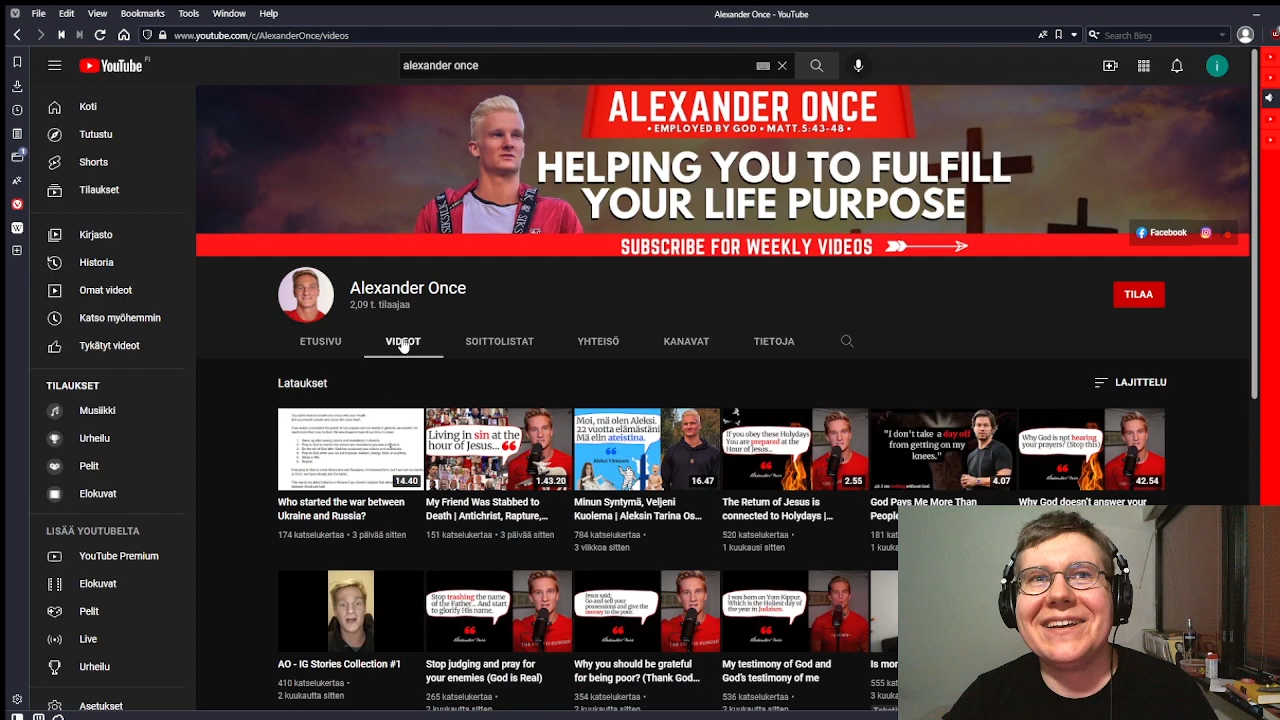 File Edit View Bookmarks Tools Window Help
Alexander Once - YouTube
www.youtube.com/c/AlexanderOnce/videos
Search Bing
YouTube FI
alexander once
i
Koti
Tutustu
Shorts
Tilaukset
Kirjasto
Historia
Omat videot
Katso myöhemmin
Tykätyt videot
TILAUKSET
Musiikki
Urheilu
Pelit
Elokuvat
LISÄÄ YOUTUBELTA
YouTube Premium
Elokuvat
Pelit
Live
Urheilu
Asetukset
ALEXANDER ONCE
• EMPLOYED BY GOD • MATT.5:43-48 •
HELPING YOU TO FULFILL
YOUR LIFE PURPOSE
SUBSCRIBE FOR WEEKLY VIDEOS
Facebook
Alexander Once
2,09 t. tilaajaa
TILAA
ETUSIVU VIDEOT SOITTOLISTAT YHTEISÖ KANAVAT TIETOJA
Lataukset
LAJITTELU
14.40
Who started the war between
Ukraine and Russia?
174 katselukertaa • 3 päivää sitten
Living in sin at the
Hour of Jesus...
1.43.20
My Friend Was Stabbed to
Death | Antichrist, Rapture,...
151 katselukertaa • 3 päivää sitten
Moi, mä olen Aleksi.
22 vuotta elämästäni
Mä elin ateistina.
16.47
Minun Syntymä, Veljeni
Kuolema | Aleksin Tarina Os...
784 katselukertaa •
3 viikkoa sitten
If you obey these Holydays
You are prepared at the
Hour of Jesus...
2.55
The Return of Jesus is
connected to Holydays |...
520 katselukertaa •
1 kuukausi sitten
"I don't take a day off
from getting on my
knees."
4.07
God Pays Me More Than
Why God is not hearing
your prayers? (Stop this)
42.54
Why God doesn't answer your
AO - IG Stories Collection #1
410 katselukertaa •
2 kuukautta sitten
Stop trashing the name
of the Father... And start
to glorify His name.
Stop judging and pray for
your enemies (God is Real)
265 katselukertaa •
Jesus said:
Go and sell your
possessions and give the
money to the poor.
Why you should be grateful
for being poor? (Thank God...
354 katselukertaa •
I was born on Yom Kippur,
Which is the Holiest day of
the year in Judaism.
My testimony of God and
God's testimony of me
536 katselukertaa •